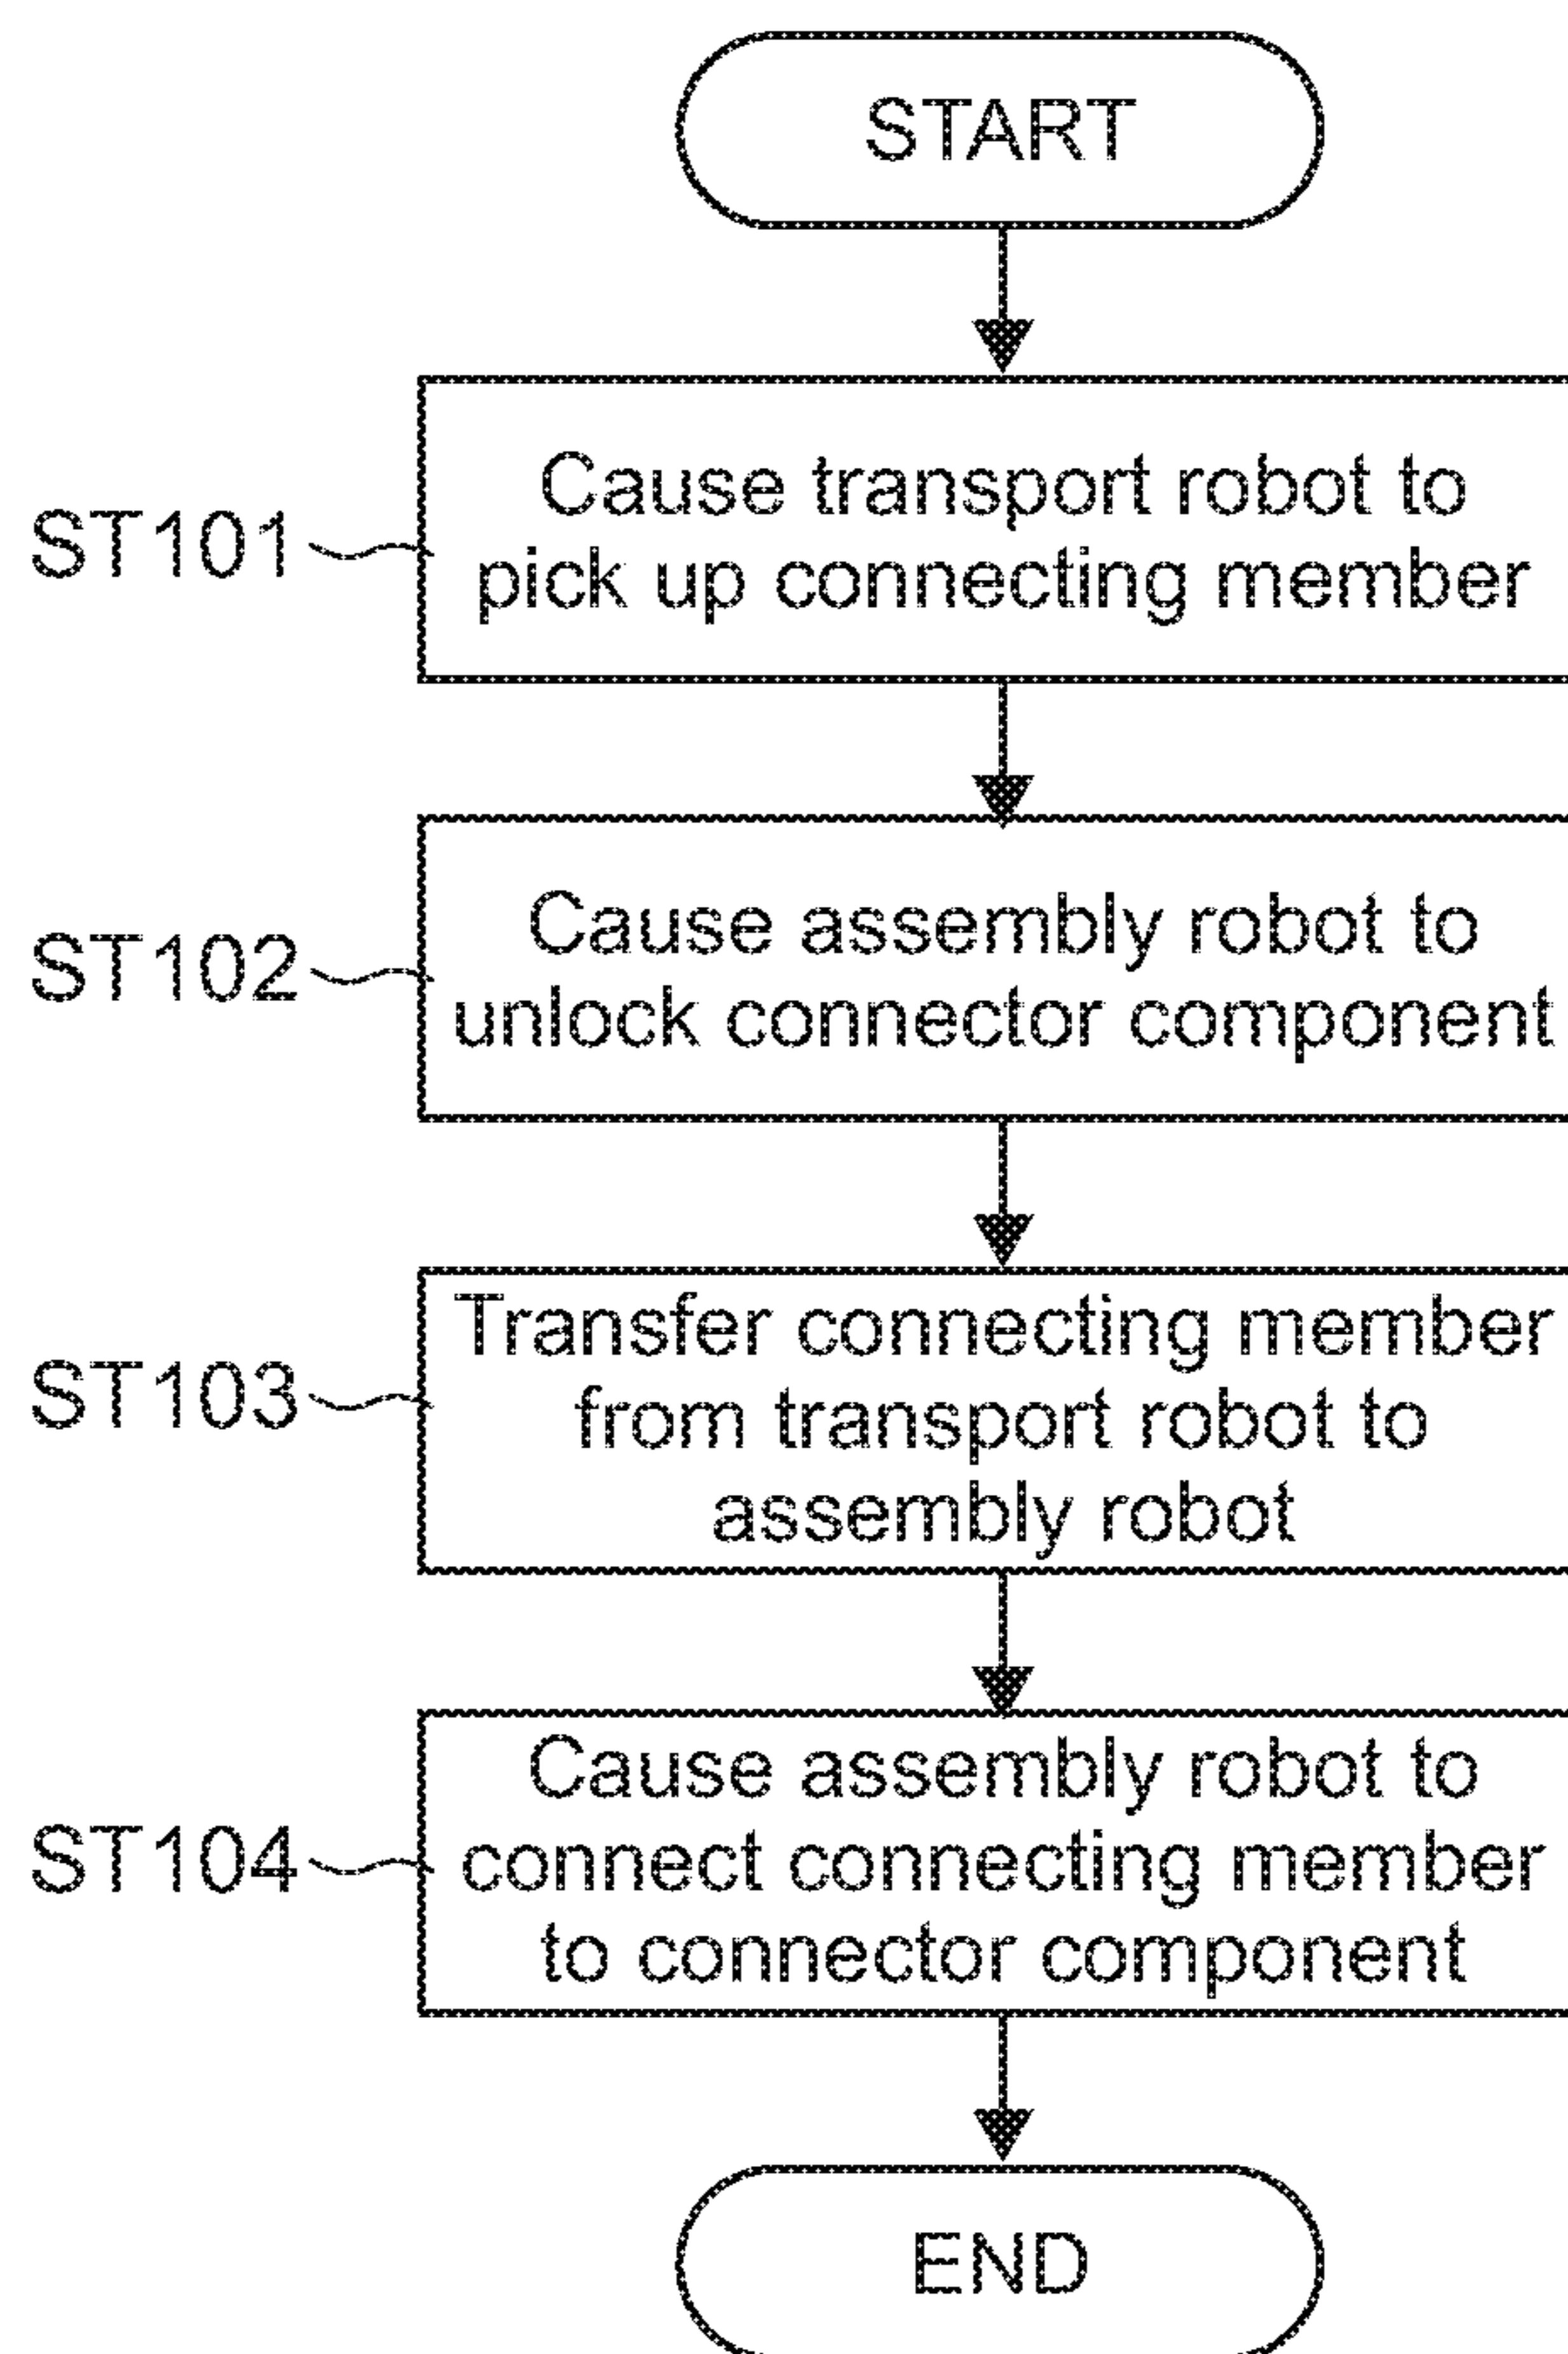 START
ST101
Cause transport robot to
pick up connecting member
ST102
Cause assembly robot to
unlock connector component
ST103
Transfer connecting member
from transport robot to
assembly robot
ST104
Cause assembly robot to
connect connecting member
to connector component
END